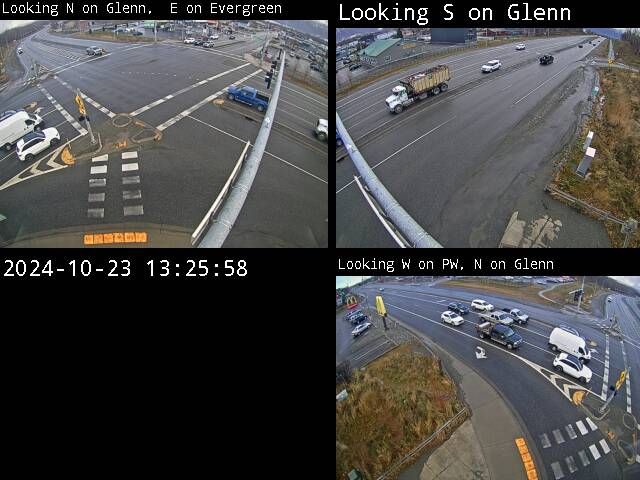 Looking N on Glenn, E on Evergreen
Looking S on Glenn
2024-10-23 13:25:58
Looking W on PW, N on Glenn